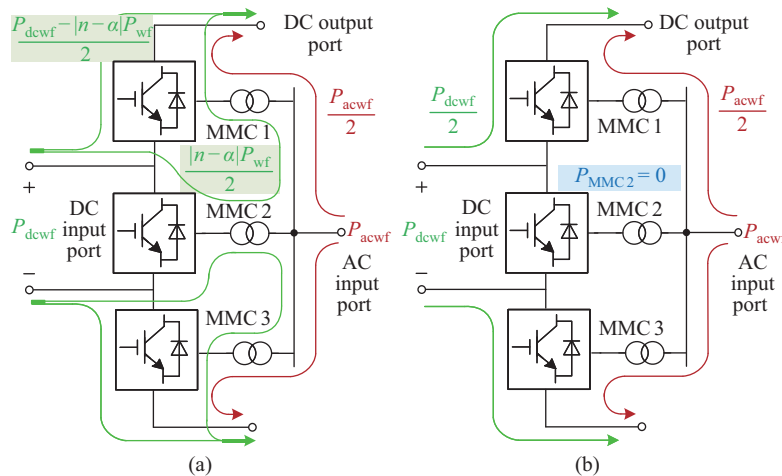 P_dcwf − |n−α|P_wf
2
DC output
port
MMC 1
P_acwf
2
|n−α|P_wf
2
+
P_dcwf
DC
input
port
MMC 2
P_acwf
−
AC
input
port
MMC 3
(a)
DC output
port
P_dcwf
2
MMC 1
P_acwf
2
+
P_MMC 2 = 0
P_dcwf
DC
input
port
MMC 2
P_acwf
−
AC
input
port
MMC 3
(b)